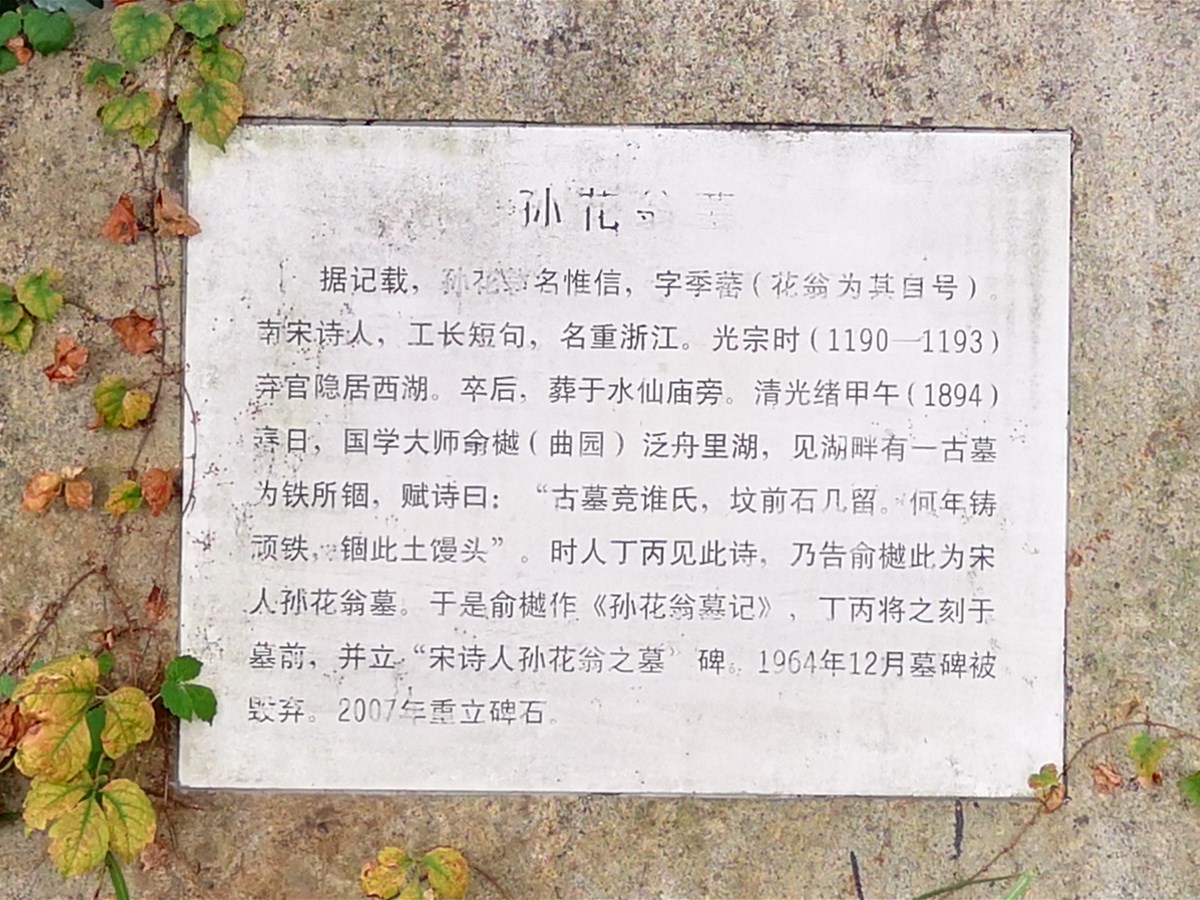 孙花翁墓
据记载，孙花翁名惟信，字季蕃（花翁为其自号）。
南宋诗人，工长短句，名重浙江。光宗时（1190—1193）
弃官隐居西湖。卒后，葬于水仙庙旁。清光绪甲午（1894）
春日，国学大师俞樾（曲园）泛舟里湖，见湖畔有一古墓
为铁所锢，赋诗曰：“古墓竞谁氏，坟前石几留。何年铸
顽铁，锢此土馒头”。时人丁丙见此诗，乃告俞樾此为宋
人孙花翁墓。于是俞樾作《孙花翁墓记》，丁丙将之刻于
墓前，并立“宋诗人孙花翁之墓”碑。1964年12月墓碑被
毁弃。2007年重立碑石。